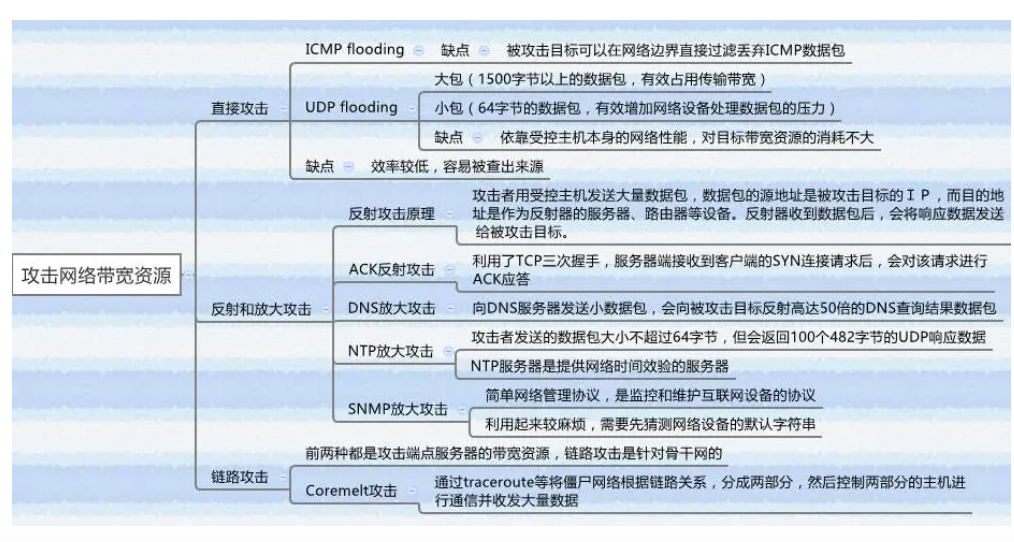 ICMP flooding 缺点 被攻击目标可以在网络边界直接过滤丢弃ICMP数据包
大包（1500字节以上的数据包，有效占用传输带宽）
直接攻击 UDP flooding 小包（64字节的数据包，有效增加网络设备处理数据包的压力）
缺点 依靠受控主机本身的网络性能，对目标带宽资源的消耗不大
缺点 效率较低，容易被查出来源
攻击者用受控主机发送大量数据包，数据包的源地址是被攻击目标的ＩＰ，而目的地
反射攻击原理 址是作为反射器的服务器、路由器等设备。反射器收到数据包后，会将响应数据发送
给被攻击目标。
攻击网络带宽资源
利用了TCP三次握手，服务器端接收到客户端的SYN连接请求后，会对该请求进行
ACK反射攻击
ACK应答
反射和放大攻击 DNS放大攻击 向DNS服务器发送小数据包，会向被攻击目标反射高达50倍的DNS查询结果数据包
攻击者发送的数据包大小不超过64字节，但会返回100个482字节的UDP响应数据
NTP放大攻击
NTP服务器是提供网络时间效验的服务器
简单网络管理协议，是监控和维护互联网设备的协议
SNMP放大攻击
利用起来较麻烦，需要先猜测网络设备的默认字符串
前两种都是攻击端点服务器的带宽资源，链路攻击是针对骨干网的
链路攻击
通过traceroute等将僵尸网络根据链路关系，分成两部分，然后控制两部分的主机进
Coremelt攻击
行通信并收发大量数据